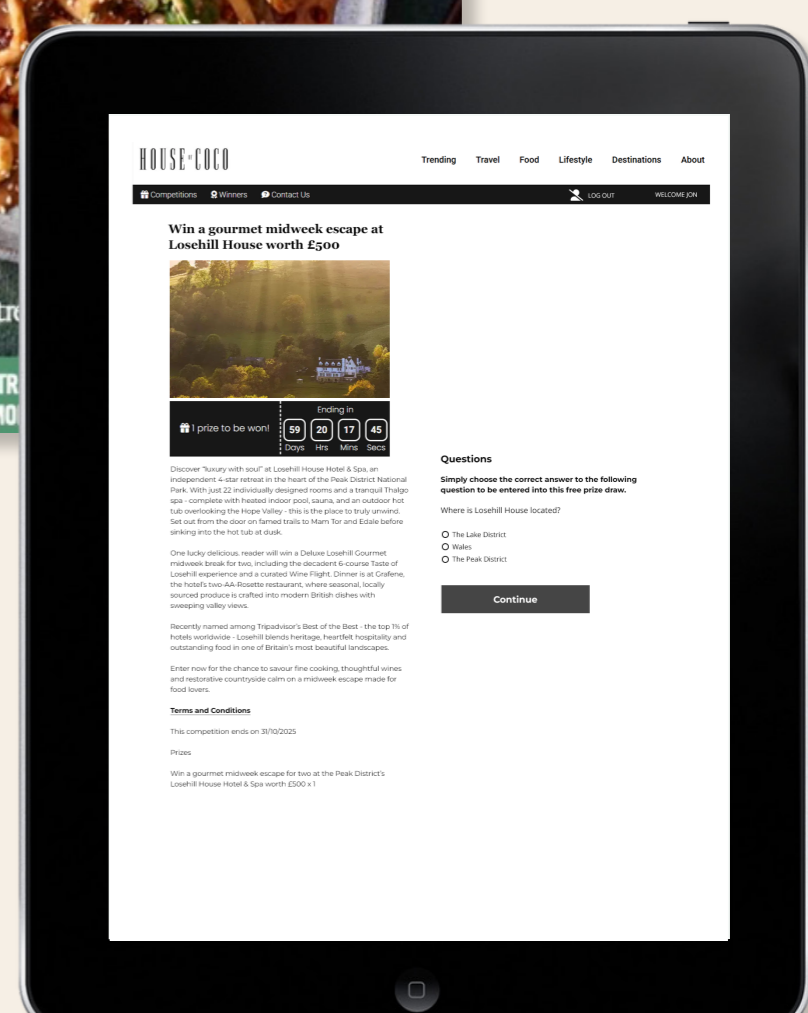 HOUSE OF COCO
Trending Travel Food Lifestyle Destinations About
Competitions Winners Contact Us LOG OUT WELCOME JON
Win a gourmet midweek escape at
Losehill House worth £500
1 prize to be won!
Ending in
59 20 17 45
Days Hrs Mins Secs
Discover "luxury with soul" at Losehill House Hotel & Spa, an
independent 4-star retreat in the heart of the Peak District National
Park. With just 22 individually designed rooms and a tranquil Thalgo
spa - complete with heated indoor pool, sauna, and an outdoor hot
tub overlooking the Hope Valley - this is the place to truly unwind.
Set out from the door on famed trails to Mam Tor and Edale before
sinking into the hot tub at dusk.
One lucky delicious. reader will win a Deluxe Losehill Gourmet
midweek break for two, including the decadent 6-course Taste of
Losehill experience and a curated Wine Flight. Dinner is at Grafene,
the hotel's two-AA-Rosette restaurant, where seasonal, locally
sourced produce is crafted into modern British dishes with
sweeping valley views.
Recently named among Tripadvisor's Best of the Best - the top 1% of
hotels worldwide - Losehill blends heritage, heartfelt hospitality and
outstanding food in one of Britain's most beautiful landscapes.
Enter now for the chance to savour fine cooking, thoughtful wines
and restorative countryside calm on a midweek escape made for
food lovers.
Terms and Conditions
This competition ends on 31/10/2025
Prizes
Win a gourmet midweek escape for two at the Peak District's
Losehill House Hotel & Spa worth £500 x 1
Questions
Simply choose the correct answer to the following
question to be entered into this free prize draw.
Where is Losehill House located?
The Lake District
Wales
The Peak District
Continue